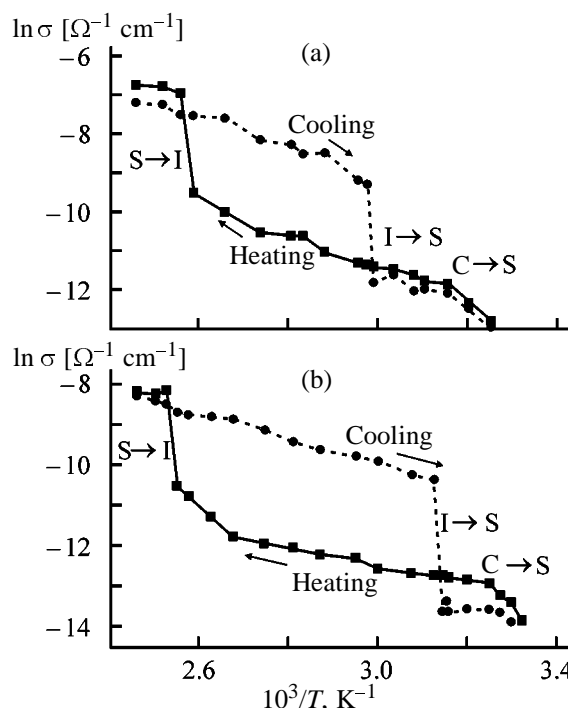 ln σ [Ω⁻¹ cm⁻¹]
(a)
−6
Cooling
−8
S→I
−10
I→S
Heating
C→S
−12
ln σ [Ω⁻¹ cm⁻¹]
(b)
−8
Cooling
S→I
−10
I→S
−12
C→S
Heating
−14
2.6 3.0 3.4
10³/T, K⁻¹